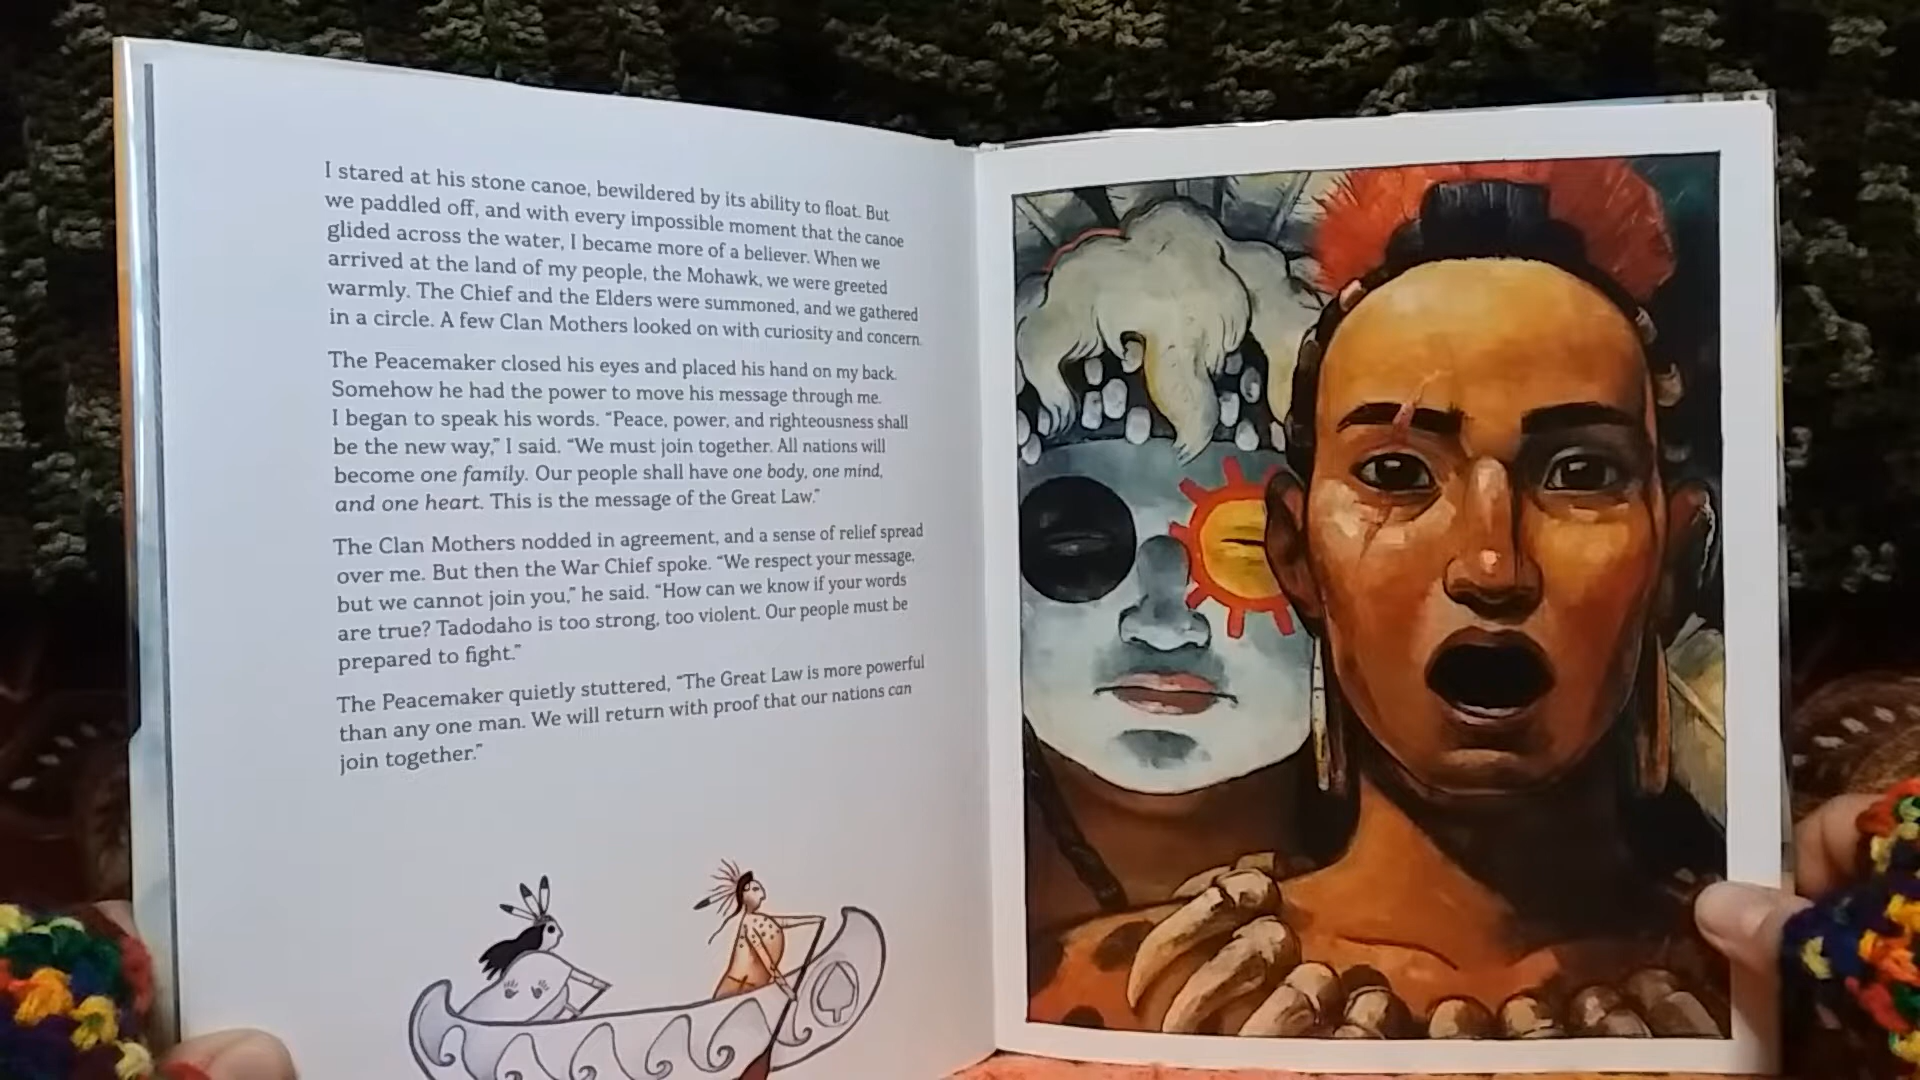 I stared at his stone canoe, bewildered by its ability to float. But
we paddled off, and with every impossible moment that the canoe
glided across the water, I became more of a believer. When we
arrived at the land of my people, the Mohawk, we were greeted
warmly. The Chief and the Elders were summoned, and we gathered
in a circle. A few Clan Mothers looked on with curiosity and concern.
The Peacemaker closed his eyes and placed his hand on my back.
Somehow he had the power to move his message through me.
I began to speak his words. “Peace, power, and righteousness shall
be the new way,” I said. “We must join together. All nations will
become one family. Our people shall have one body, one mind,
and one heart. This is the message of the Great Law.”
The Clan Mothers nodded in agreement, and a sense of relief spread
over me. But then the War Chief spoke. “We respect your message,
but we cannot join you,” he said. “How can we know if your words
are true? Tadodaho is too strong, too violent. Our people must be
prepared to fight.”
The Peacemaker quietly stuttered, “The Great Law is more powerful
than any one man. We will return with proof that our nations can
join together.”